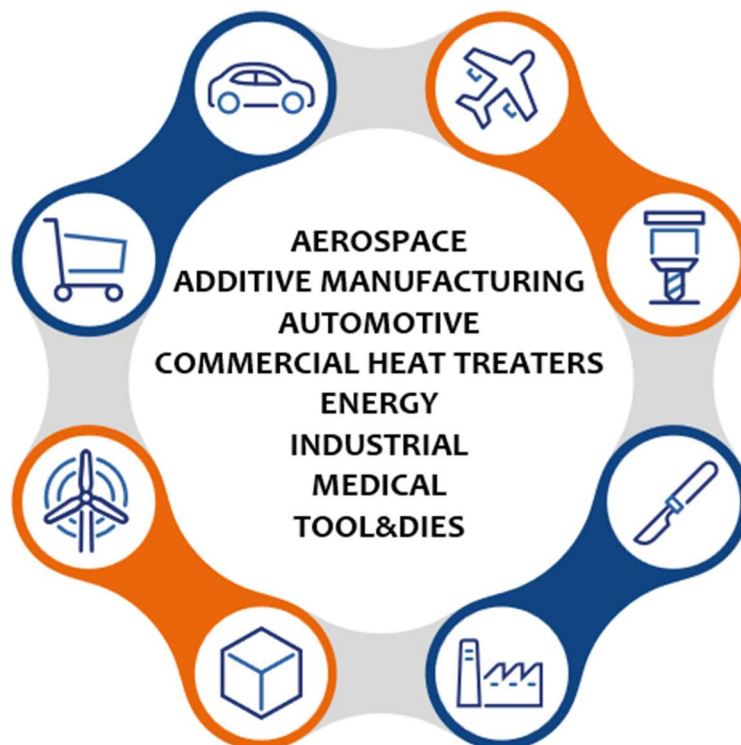 AEROSPACE
ADDITIVE MANUFACTURING
AUTOMOTIVE
COMMERCIAL HEAT TREATERS
ENERGY
INDUSTRIAL
MEDICAL
TOOL&DIES